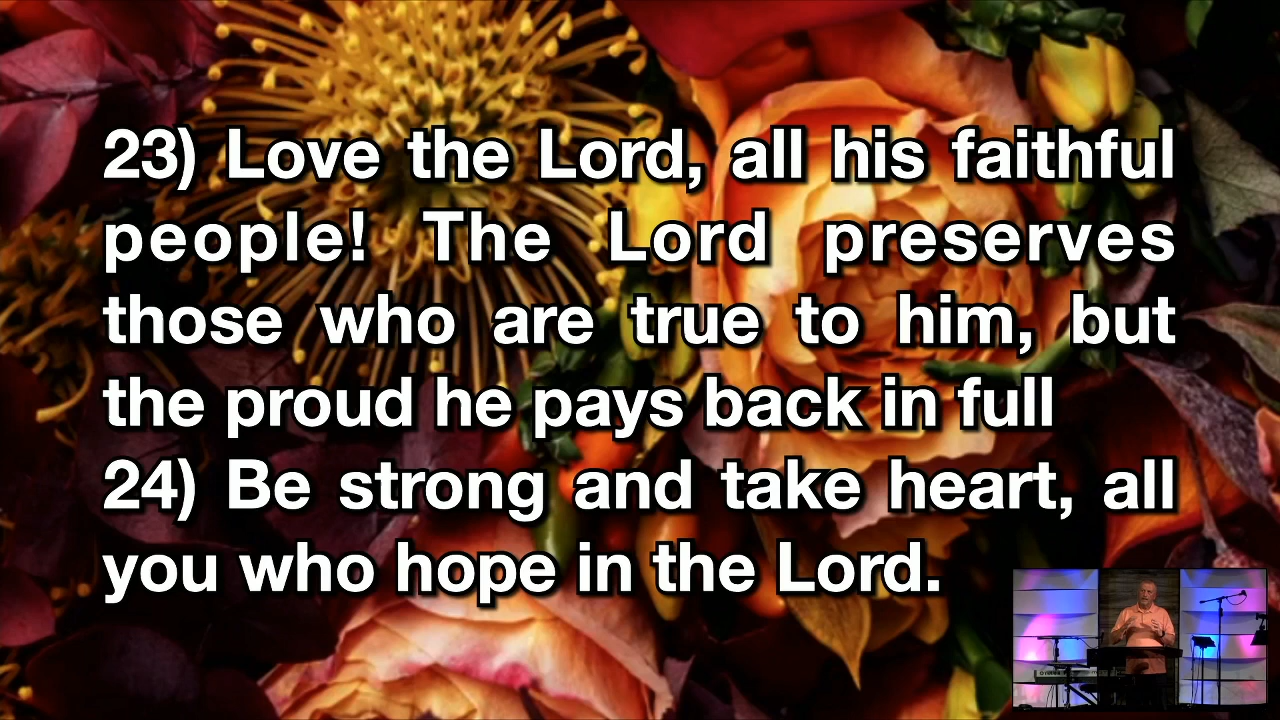 23) Love the Lord, all his faithful
people! The Lord preserves
those who are true to him, but
the proud he pays back in full
24) Be strong and take heart, all
you who hope in the Lord.